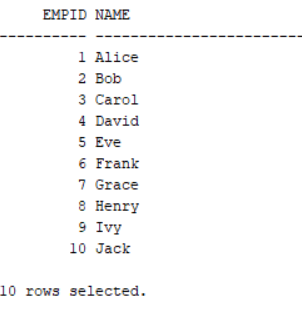 EMPID NAME
---------- -------------------------
1 Alice
2 Bob
3 Carol
4 David
5 Eve
6 Frank
7 Grace
8 Henry
9 Ivy
10 Jack
10 rows selected.